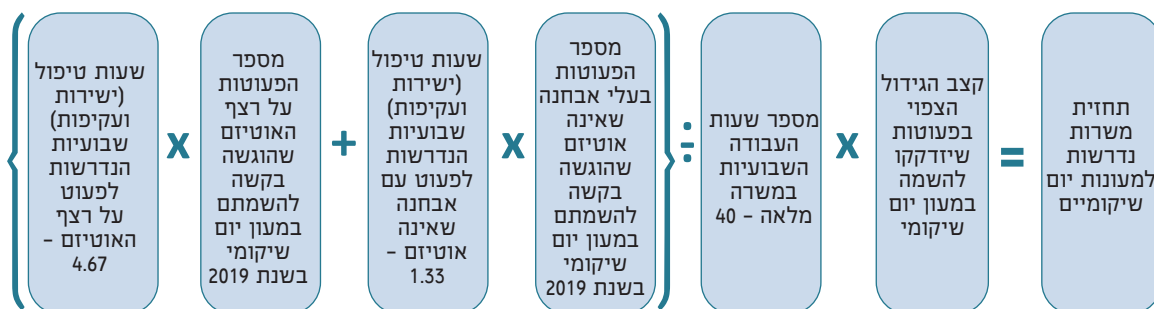 {
שעות טיפול
(ישירות
ועקיפות)
שבועיות
הנדרשות
לפעוט
על רצף
האוטיזם –
4.67
x
מספר
הפעוטות
על רצף
האוטיזם
שהוגשה
בקשה
להשמתם
במעון יום
שיקומי
בשנת 2019
+
שעות טיפול
(ישירות
ועקיפות)
שבועיות
הנדרשות
לפעוט עם
אבחנה
שאינה
אוטיזם –
1.33
x
מספר
הפעוטות
בעלי אבחנה
שאינה
אוטיזם
שהוגשה
בקשה
להשמתם
במעון יום
שיקומי
בשנת 2019
}
÷
מספר שעות
העבודה
השבועיות
במשרה
מלאה – 40
x
קצב הגידול
הצפוי
בפעוטות
שיזדקקו
להשמה
במעון יום
שיקומי
=
תחזית
משרות
נדרשות
למעונות יום
שיקומיים